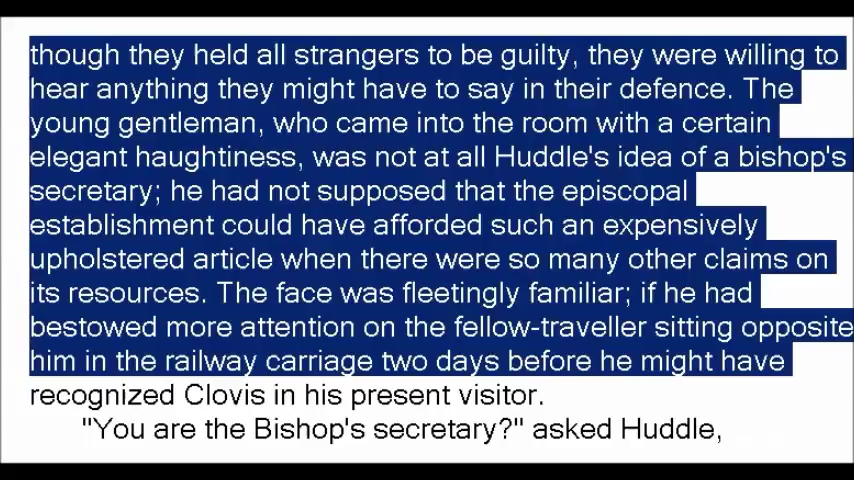 though they held all strangers to be guilty, they were willing to
hear anything they might have to say in their defence. The
young gentleman, who came into the room with a certain
elegant haughtiness, was not at all Huddle's idea of a bishop's
secretary; he had not supposed that the episcopal
establishment could have afforded such an expensively
upholstered article when there were so many other claims on
its resources. The face was fleetingly familiar; if he had
bestowed more attention on the fellow-traveller sitting opposite
him in the railway carriage two days before he might have
recognized Clovis in his present visitor.
"You are the Bishop's secretary?" asked Huddle,